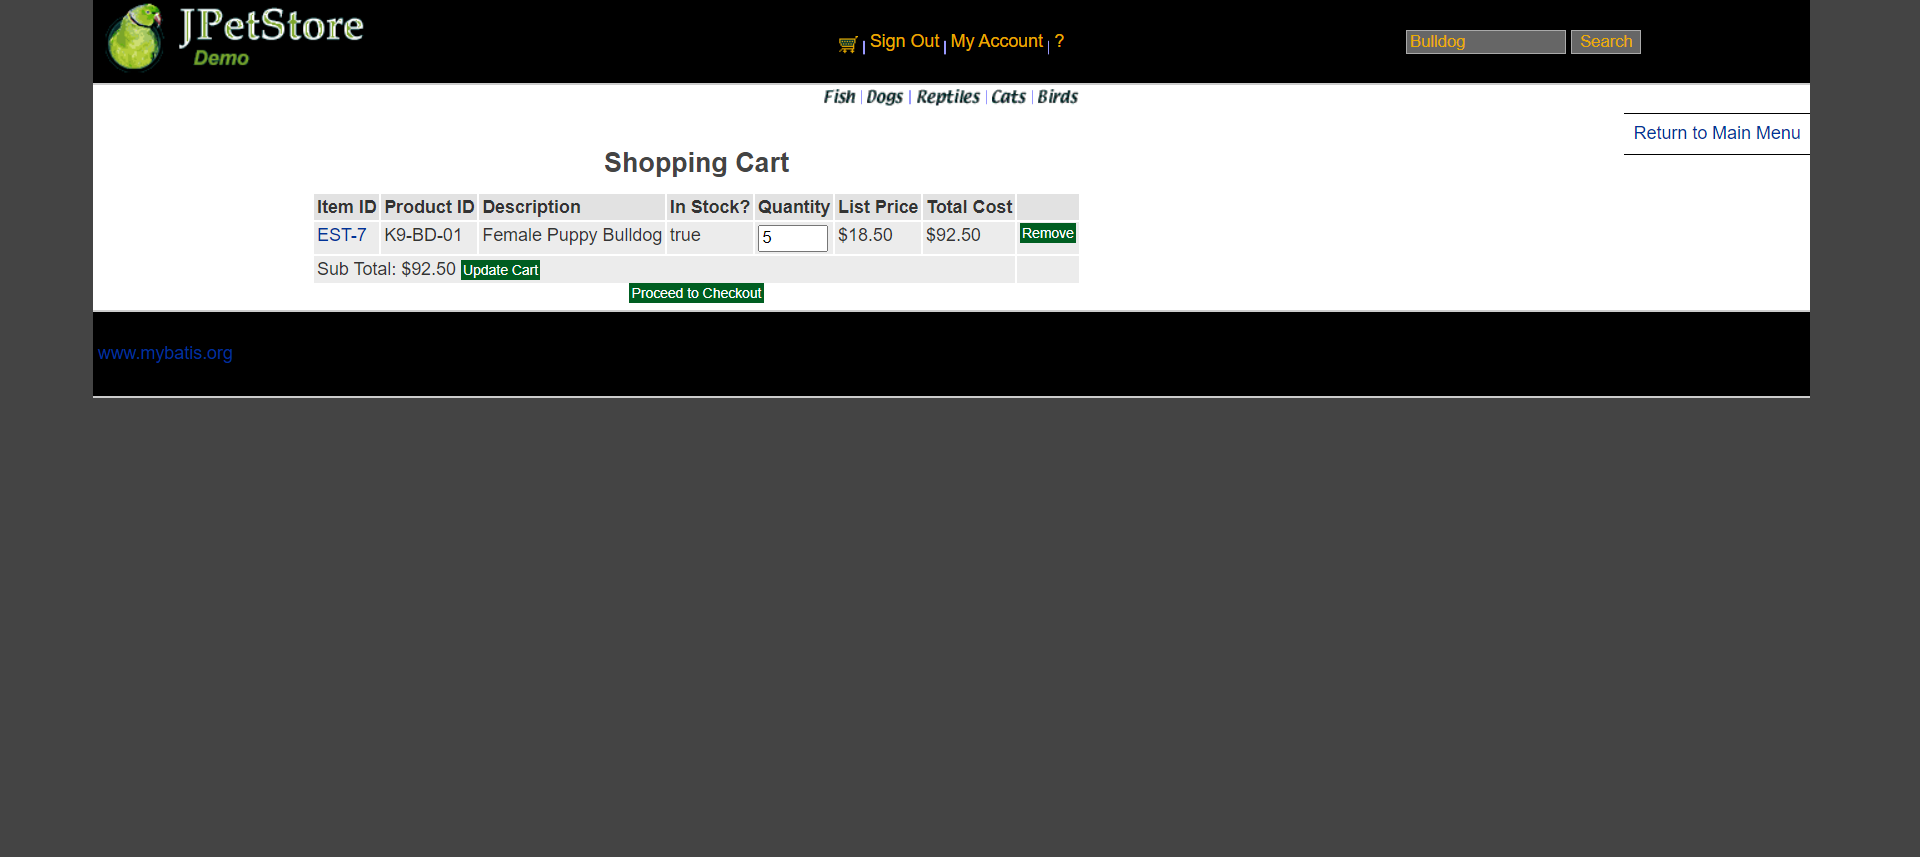 JPetStore
Demo
Sign Out | My Account | ?
Bulldog Search
Fish | Dogs | Reptiles | Cats | Birds
Return to Main Menu
Shopping Cart
Item ID Product ID Description In Stock? Quantity List Price Total Cost
EST-7 K9-BD-01 Female Puppy Bulldog true 5 $18.50 $92.50 Remove
Sub Total: $92.50 Update Cart
Proceed to Checkout
www.mybatis.org